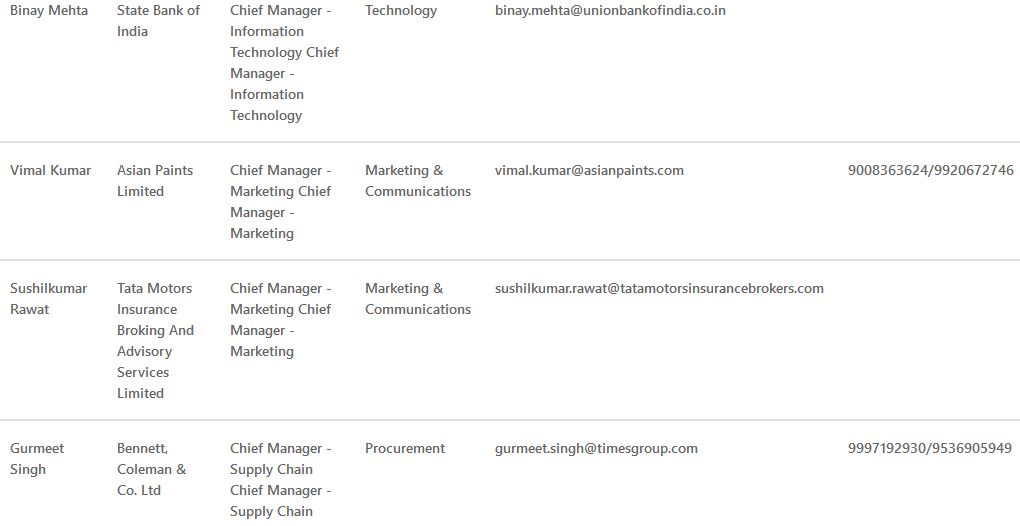 Binay Mehta State Bank of Chief Manager - Technology binay.mehta@unionbankofindia.co.in
India Information
Technology Chief
Manager -
Information
Technology
Vimal Kumar Asian Paints Chief Manager - Marketing & vimal.kumar@asianpaints.com 9008363624/9920672746
Limited Marketing Chief Communications
Manager -
Marketing
Sushilkumar Tata Motors Chief Manager - Marketing & sushilkumar.rawat@tatamotorsinsurancebrokers.com
Rawat Insurance Marketing Chief Communications
Broking And Manager -
Advisory Marketing
Services
Limited
Gurmeet Bennett, Chief Manager - Procurement gurmeet.singh@timesgroup.com 9997192930/9536905949
Singh Coleman & Supply Chain
Co. Ltd Chief Manager -
Supply Chain